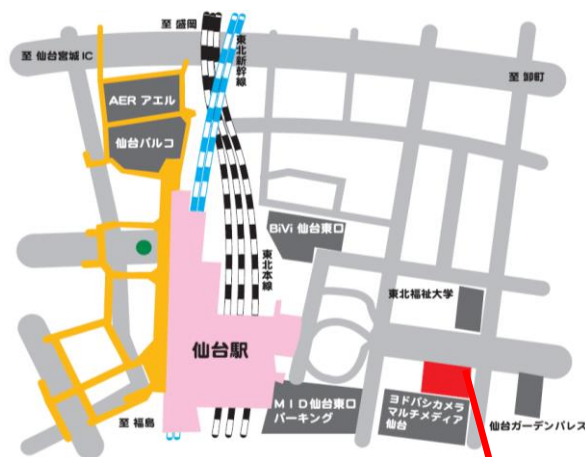 至 盛岡
至 仙台宮城 IC
東北新幹線
至 卸町
AER アエル
仙台パルコ
BiVi 仙台東口
東北本線
東北福祉大学
仙台駅
MID仙台東口
パーキング
ヨドバシカメラ
マルチメディア
仙台
仙台ガーデンパレス
至 福島